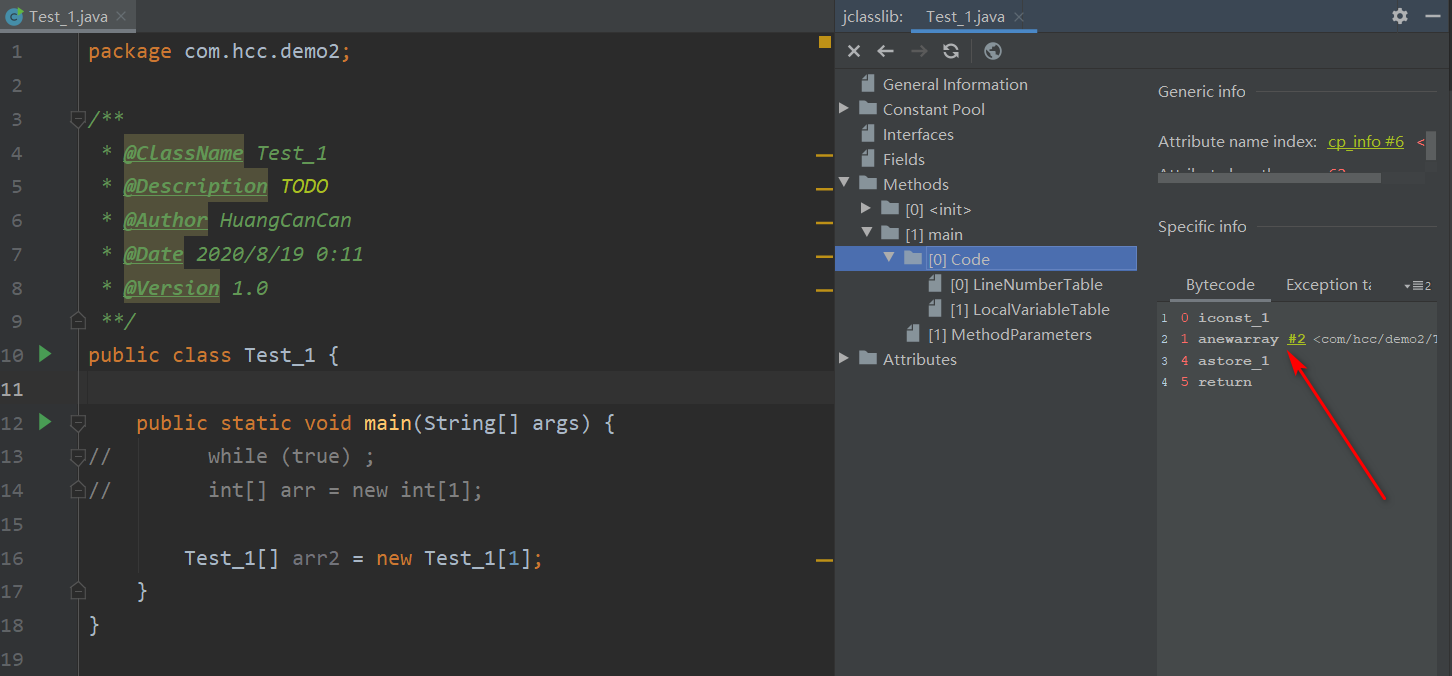 Test_1.java
1 package com.hcc.demo2;
2
3 /**
4 * @ClassName Test_1
5 * @Description TODO
6 * @Author HuangCanCan
7 * @Date 2020/8/19 0:11
8 * @Version 1.0
9 **/
10 public class Test_1 {
11
12 public static void main(String[] args) {
13 // while (true) ;
14 // int[] arr = new int[1];
15
16 Test_1[] arr2 = new Test_1[1];
17 }
18 }
19
jclasslib: Test_1.java
General Information
Constant Pool
Interfaces
Fields
Methods
[0] <init>
[1] main
[0] Code
[0] LineNumberTable
[1] LocalVariableTable
[1] MethodParameters
Attributes
Generic info
Attribute name index: cp_info #6 <
Specific info
Bytecode Exception ta 2
1 0 iconst_1
2 1 anewarray #2 <com/hcc/demo2/T
3 4 astore_1
4 5 return